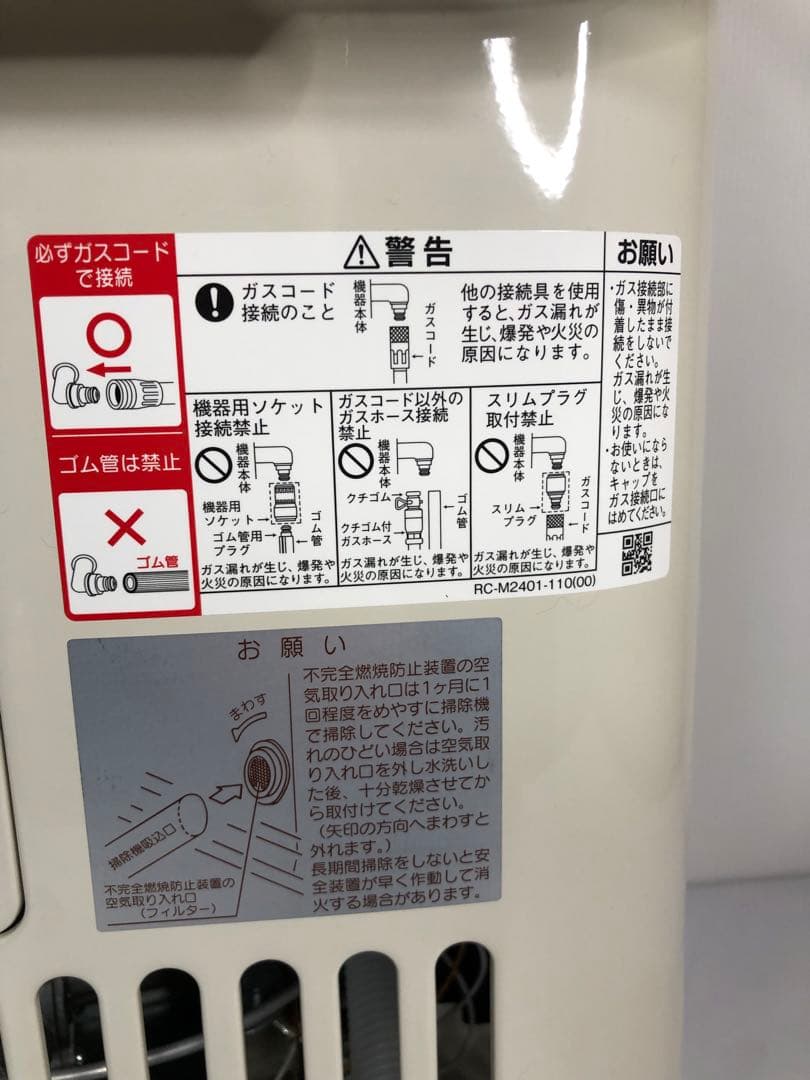 必ずガスコード
で接続
ゴム管は禁止
ゴム管
警告
ガスコード
接続のこと
機器本体
ガスコード
他の接続具を使用
すると、ガス漏れが
生じ、爆発や火災の
原因になります。
機器用ソケット
接続禁止
機器本体
機器用
ソケット
ゴム管用
プラグ
ゴム管
ガス漏れが生じ、爆発や
火災の原因になります。
ガスコード以外の
ガスホース接続
禁止
機器本体
クチゴム
クチゴム付
ガスホース
ゴム管
ガス漏れが生じ、爆発や
火災の原因になります。
スリムプラグ
取付禁止
機器本体
スリム
プラグ
ガスコード
ガス漏れが生じ、爆発や
火災の原因になります。
お願い
・ガス接続部に
傷・異物が付
着したまま接
続をしないで
ください。
ガス漏れが生
じ、爆発や火
災の原因にな
ります。
・お使いになら
ないときは、
キャップを
ガス接続口に
はめてください。
RC-M2401-110(00)
お願い
まわす
掃除機吸込口
不完全燃焼防止装置の
空気取り入れ口
(フィルター)
不完全燃焼防止装置の空
気取り入れ口は1ヶ月に1
回程度をめやすに掃除機
で掃除してください。汚
れのひどい場合は空気取
り入れ口を外し水洗いし
た後、十分乾燥させてか
ら取付けてください。
(矢印の方向へまわすと
外れます。)
長期間掃除をしないと安
全装置が早く作動して消
火する場合があります。